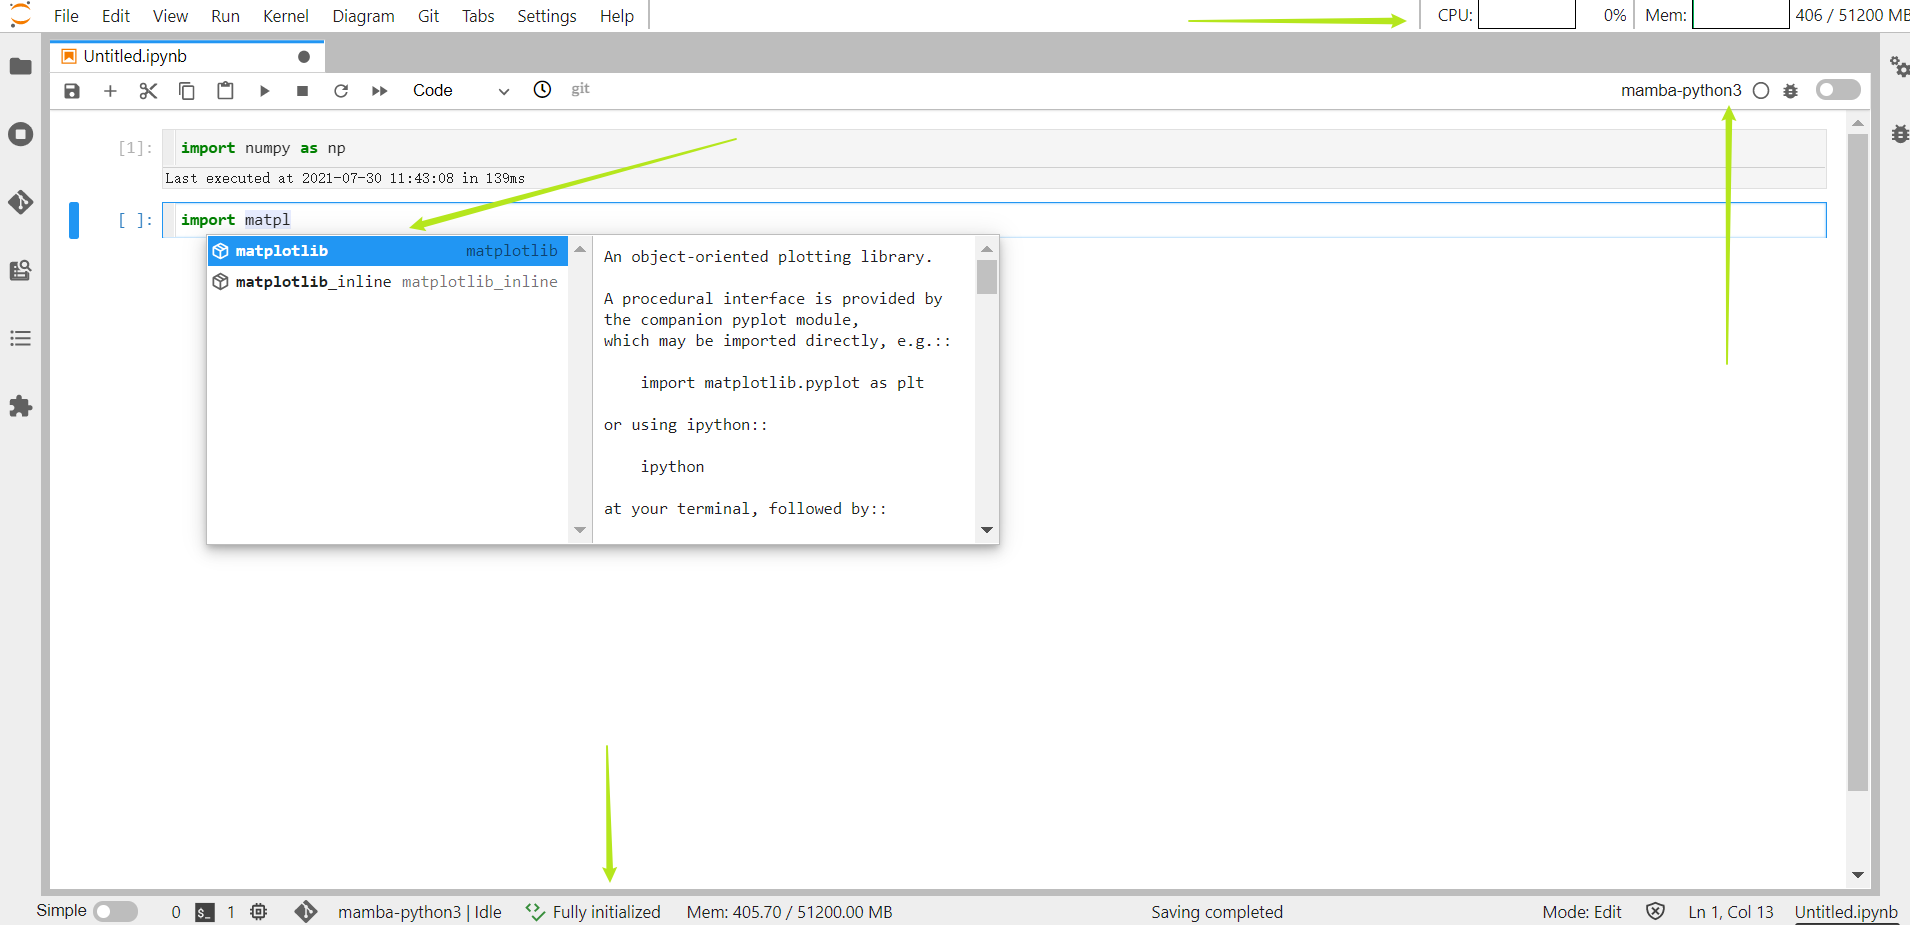 File Edit View Run Kernel Diagram Git Tabs Settings Help CPU: 0% Mem: 406 / 51200 MB
Untitled.ipynb
Code git mamba-python3
[1]: import numpy as np
Last executed at 2021-07-30 11:43:08 in 139ms
[ ]: import matpl
matplotlib matplotlib
matplotlib_inline matplotlib_inline
An object-oriented plotting library.
A procedural interface is provided by
the companion pyplot module,
which may be imported directly, e.g.::
import matplotlib.pyplot as plt
or using ipython::
ipython
at your terminal, followed by::
Simple 0 $_ 1 mamba-python3 | Idle Fully initialized Mem: 405.70 / 51200.00 MB Saving completed Mode: Edit Ln 1, Col 13 Untitled.ipynb